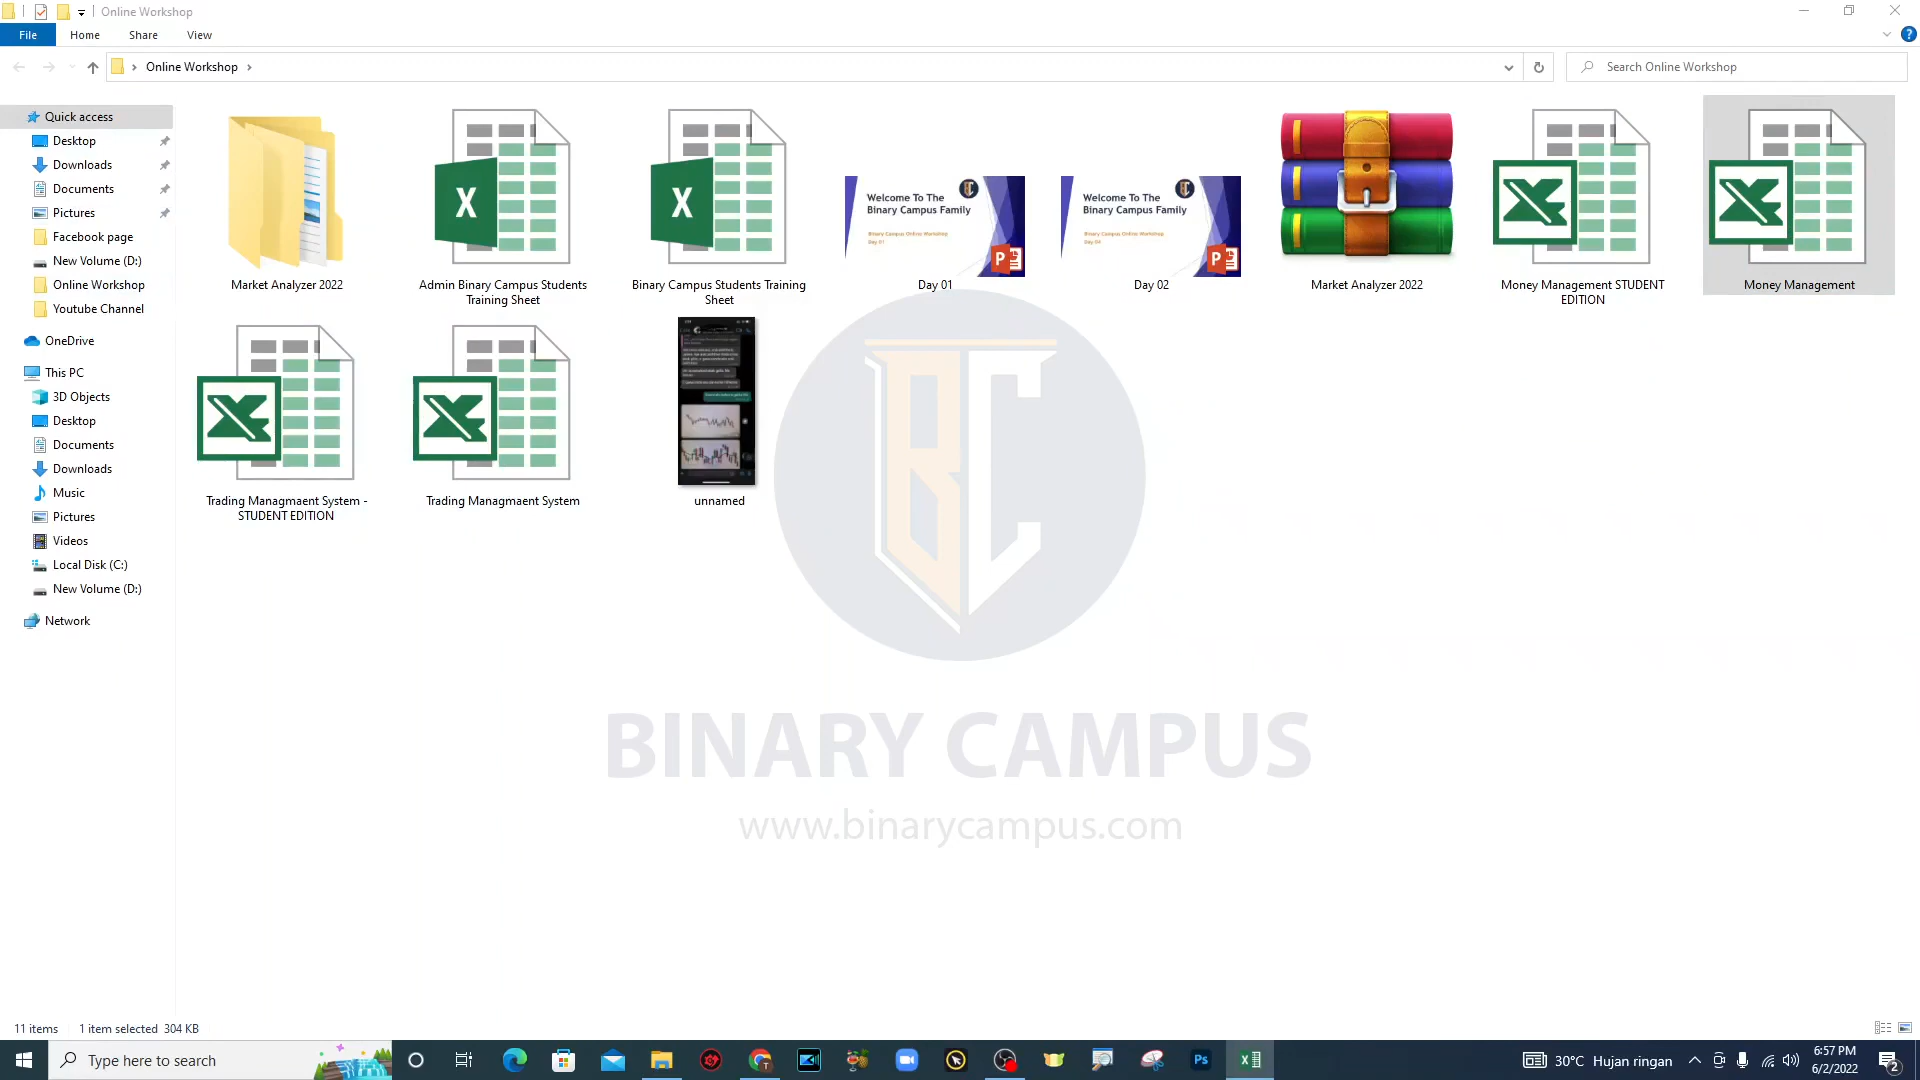 Online Workshop
File Home Share View ?
Online Workshop
Search Online Workshop
Quick access
Desktop
Downloads
Documents
Pictures
Facebook page
New Volume (D:)
Online Workshop
Youtube Channel
OneDrive
This PC
3D Objects
Desktop
Documents
Downloads
Music
Pictures
Videos
Local Disk (C:)
New Volume (D:)
Network
Market Analyzer 2022
X
Admin Binary Campus Students
Training Sheet
X
Binary Campus Students Training
Sheet
Welcome To The
Binary Campus Family
Binary Campus Online Workshop
Day 01
P
Day 01
Welcome To The
Binary Campus Family
Binary Campus Online Workshop
Day 04
P
Day 02
Market Analyzer 2022
Money Management STUDENT
EDITION
Money Management
Trading Managmaent System -
STUDENT EDITION
Trading Managmaent System
unnamed
BC
BINARY CAMPUS
www.binarycampus.com
11 items 1 item selected 304 KB
Type here to search
Ps
30°C Hujan ringan
6:57 PM
6/2/2022
2